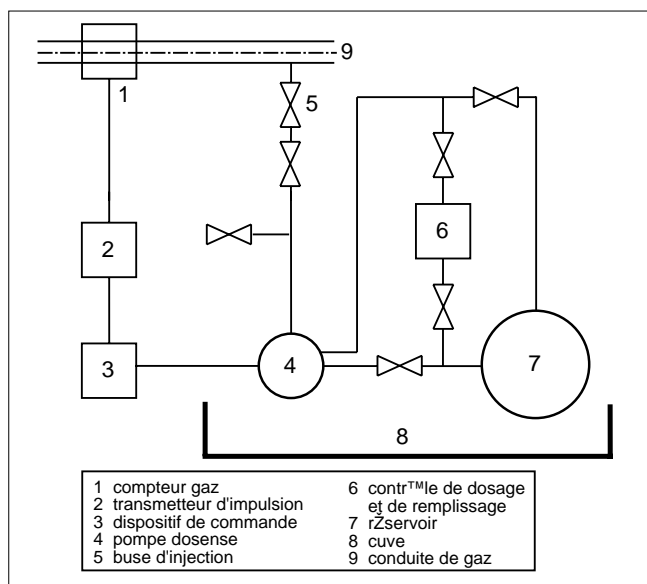 9
1
5
2
6
3
4
7
8
1 compteur gaz
2 transmetteur d'impulsion
3 dispositif de commande
4 pompe dosense
5 buse d'injection
6 contr™le de dosage
et de remplissage
7 rŽservoir
8 cuve
9 conduite de gaz